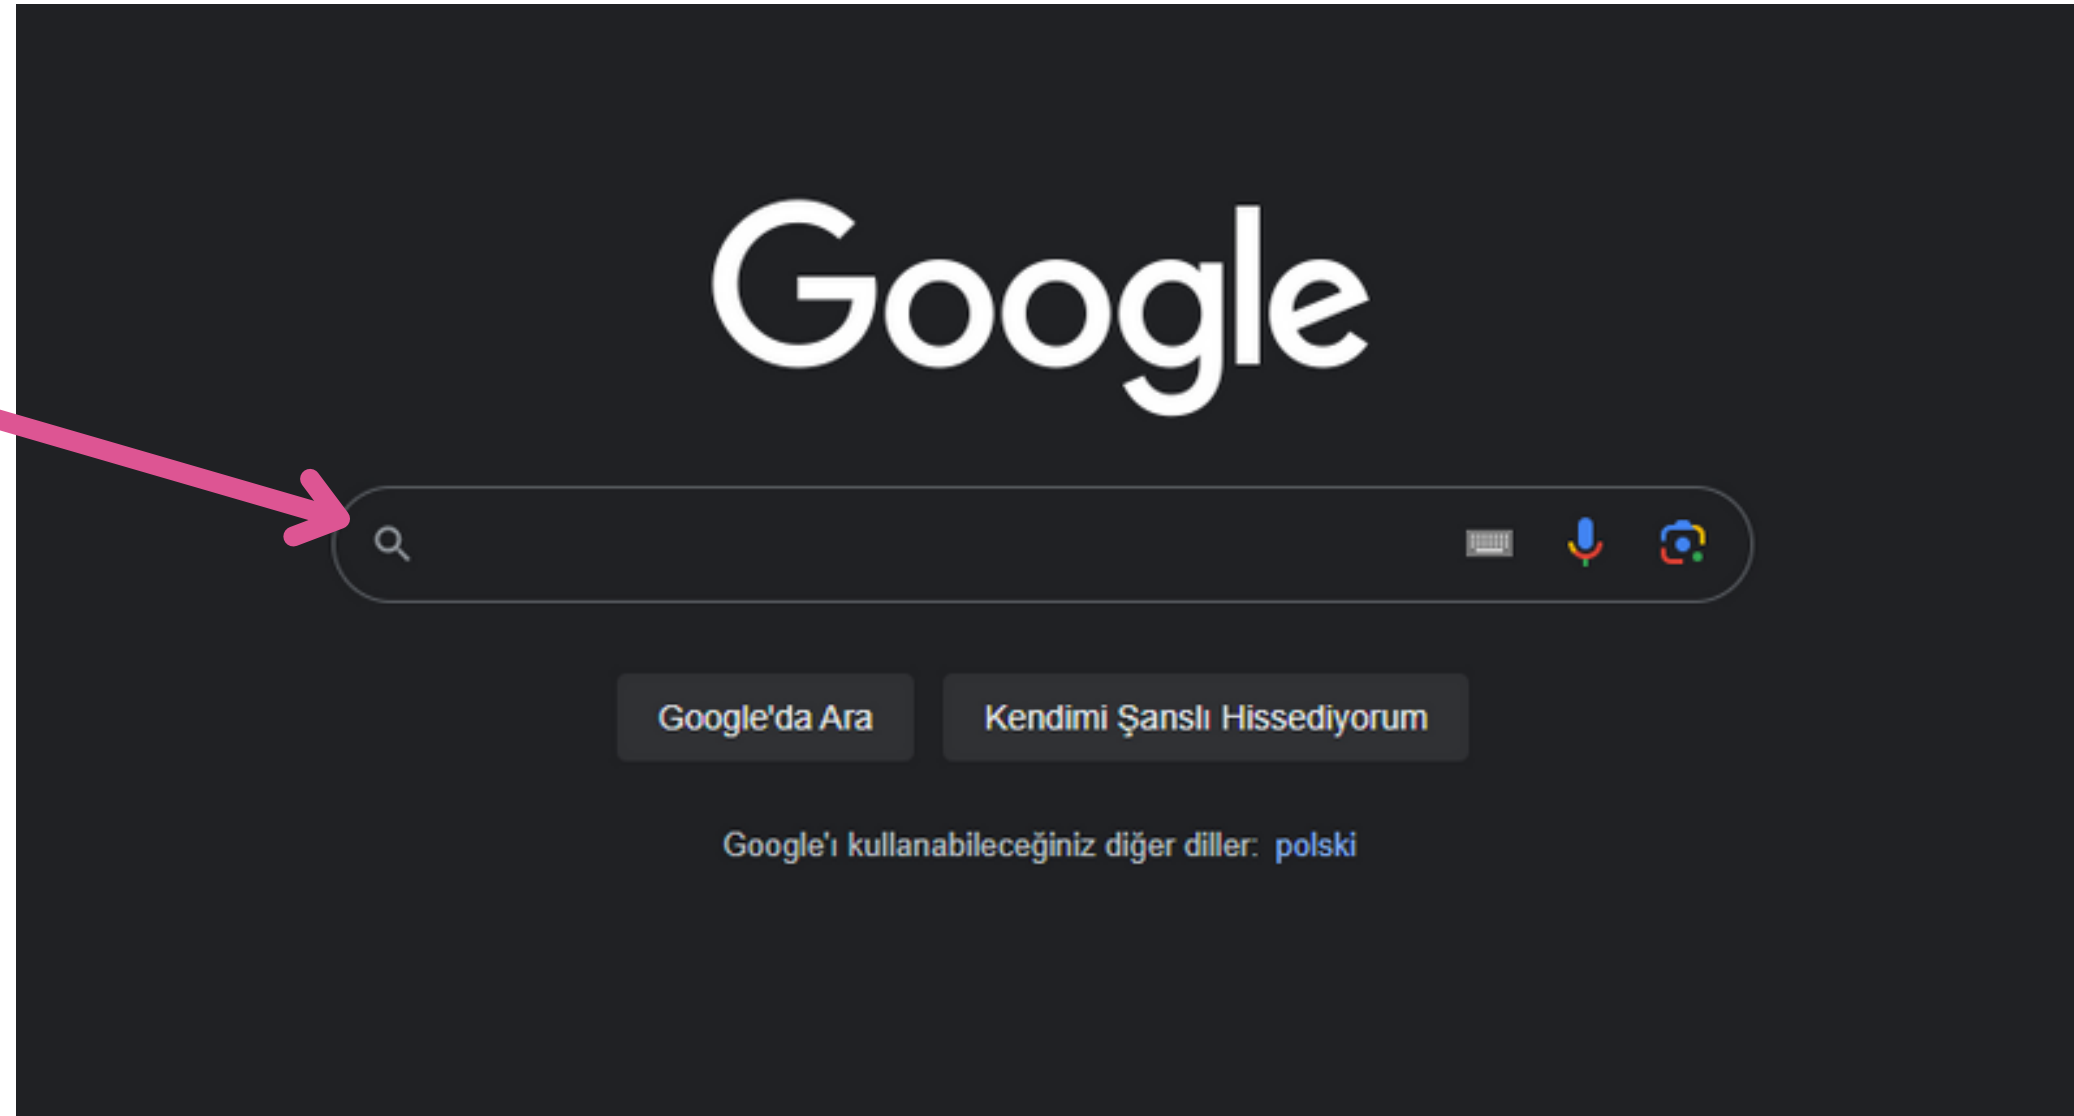 Google
Google'da Ara
Kendimi Şanslı Hissediyorum
Google'ı kullanabileceğiniz diğer diller: polski